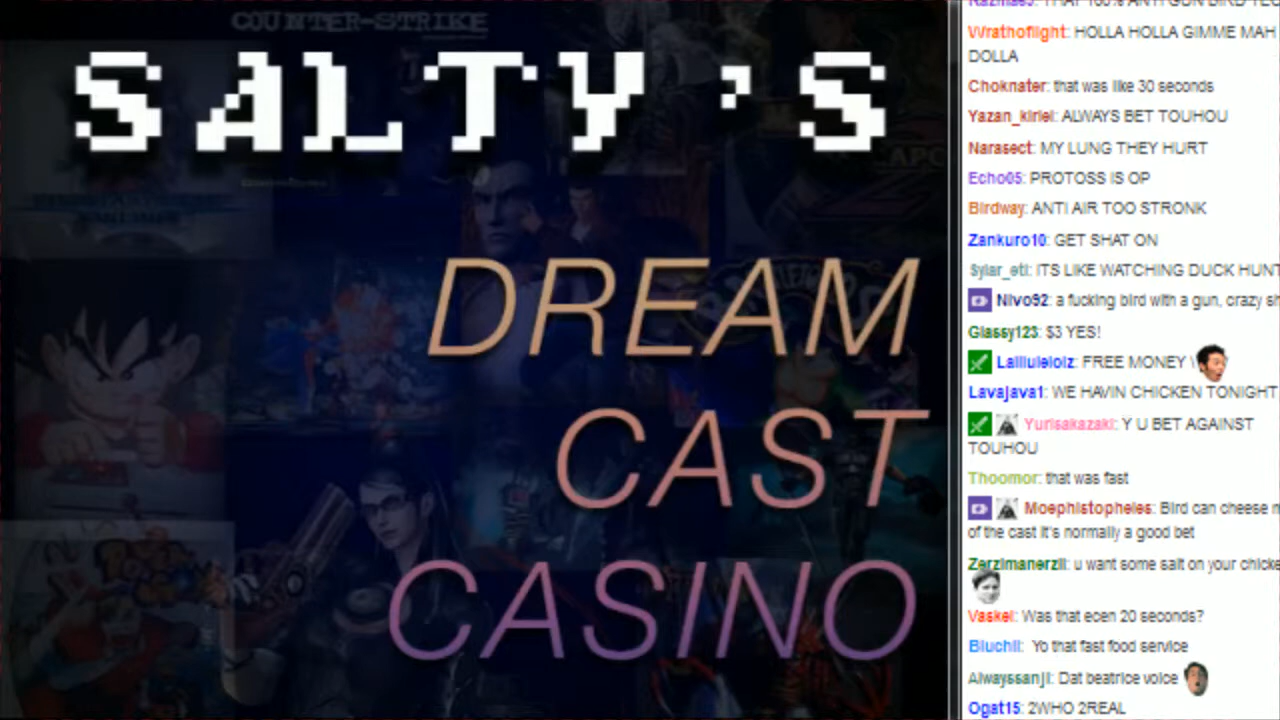 COUNTER-STRIKE
SALTY'S
DREAM
CAST
CASINO
Wrathoflight: HOLLA HOLLA GIMME MAH
DOLLA
Choknater: that was like 30 seconds
Yazan_kiriel: ALWAYS BET TOUHOU
Narasect: MY LUNG THEY HURT
Echo05: PROTOSS IS OP
Birdway: ANTI AIR TOO STRONK
Zankuro10: GET SHAT ON
ITS LIKE WATCHING DUCK HUNT
Nivo92: a fucking bird with a gun, crazy
Glassy123: $3 YES!
Lalilulelolz: FREE MONEY \
Lavajava1: WE HAVIN CHICKEN TONIGHT
Yurisakazaki: Y U BET AGAINST
TOUHOU
Thoomor: that was fast
Moephistopheles: Bird can cheese
of the cast it's normally a good bet
Zerzimanerzii: u want some salt on your
Vaskel: Was that ecen 20 seconds?
Bluchii: Yo that fast food service
Alwayssanji: Dat beatrice voice
Ogat15: 2WHO 2REAL